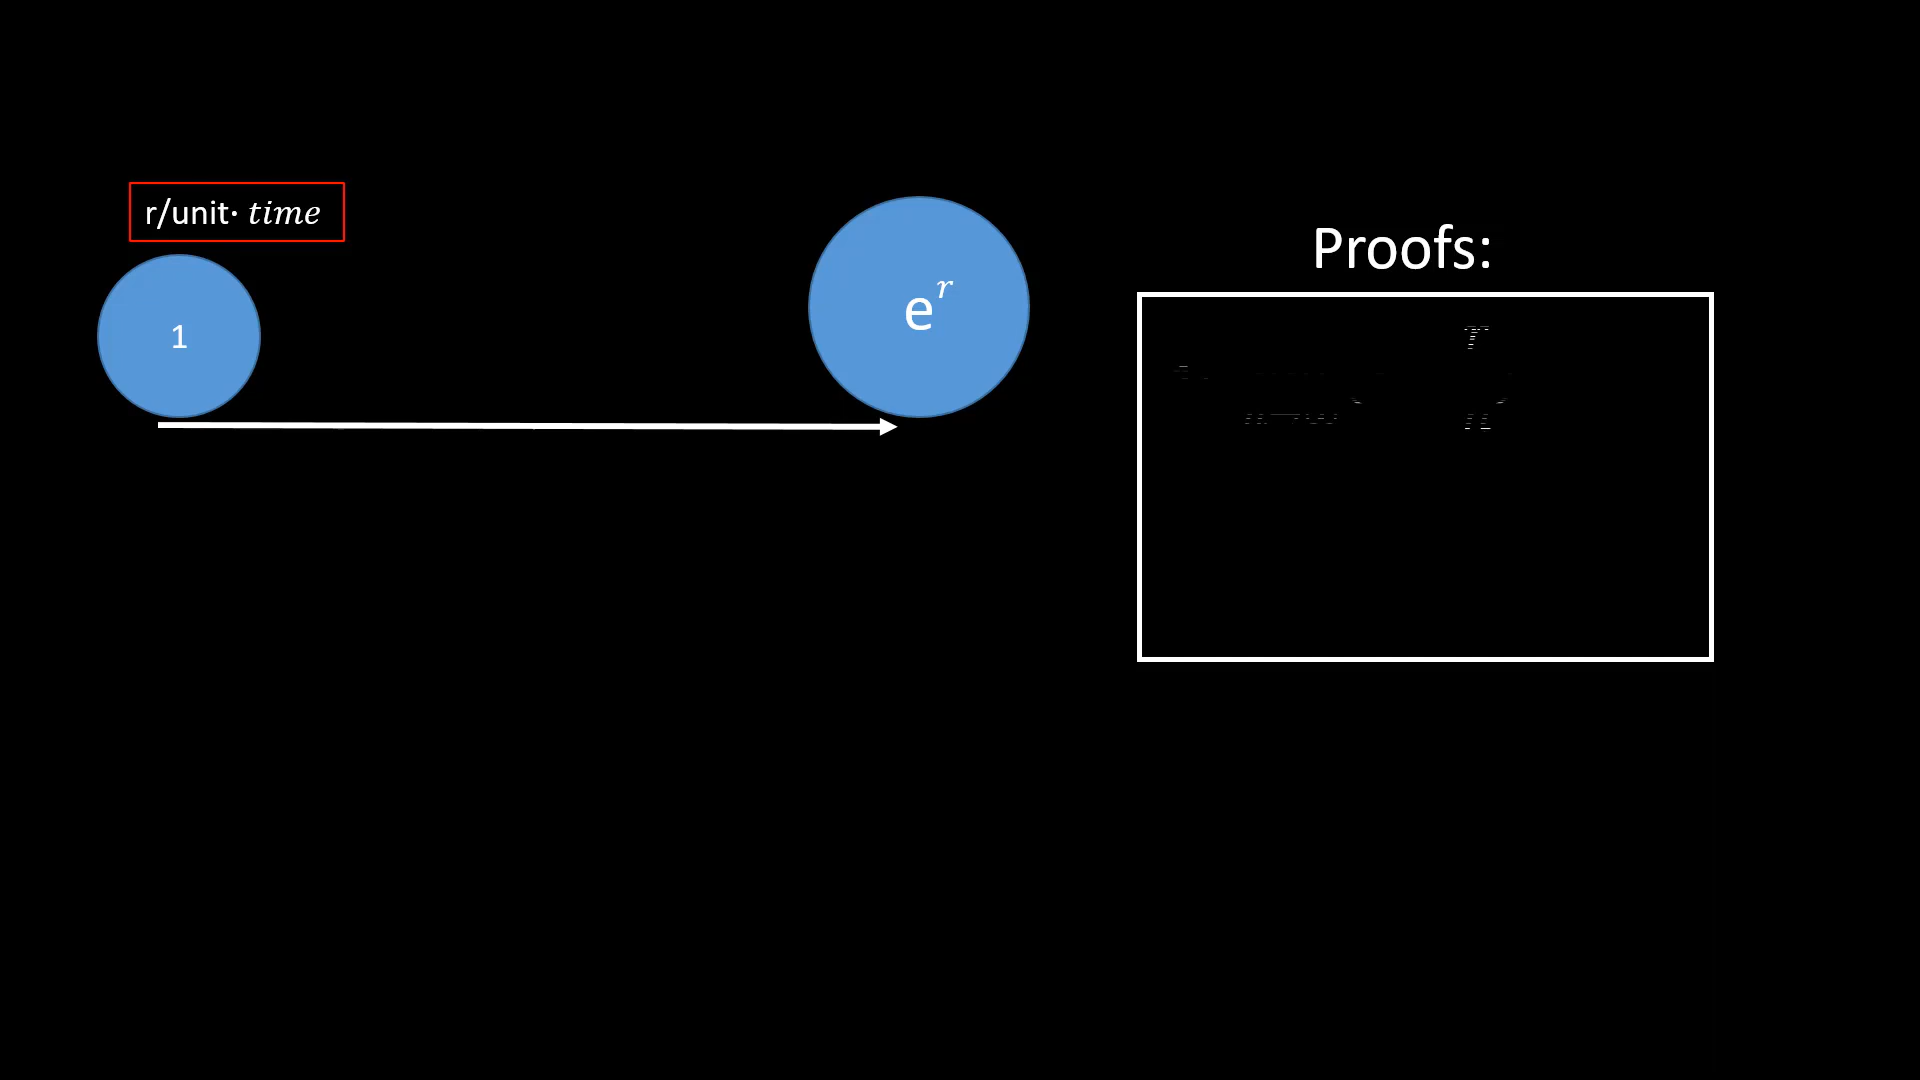 r/unit· time
1
e^r
Proofs:
r
n→∞
n